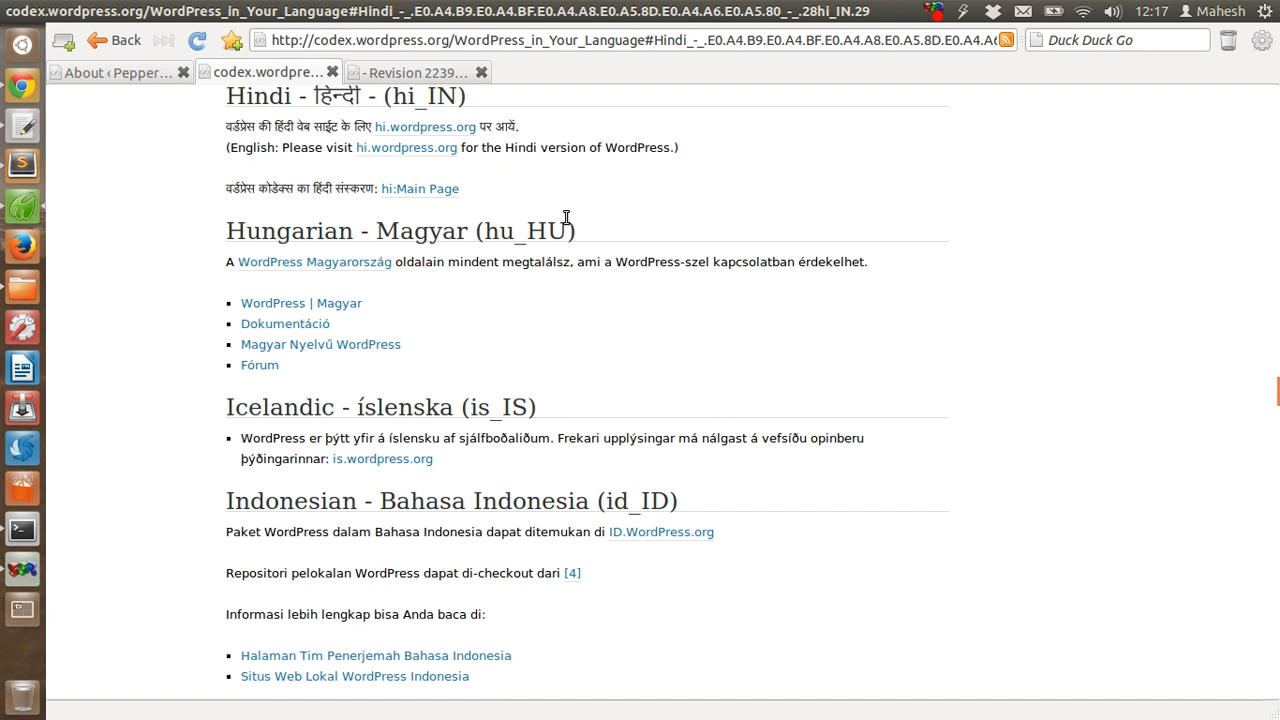 codex.wordpress.org/WordPress_in_Your_Language#Hindi_-_.E0.A4.B9.E0.A4.BF.E0.A4.A8.E0.A5.8D.E0.A4.A6.E0.A5.80_-_.28hi_IN.29
12:17 Mahesh
Back
http://codex.wordpress.org/WordPress_in_Your_Language#Hindi_-_.E0.A4.B9.E0.A4.BF.E0.A4.A8.E0.A5.8D.E0.A4.A
Duck Duck Go
About ‹ Pepper...
codex.wordpre...
- Revision 2239...
Hindi - हिन्दी - (hi_IN)
वर्डप्रेस की हिंदी वेब साईट के लिए hi.wordpress.org पर आयें.
(English: Please visit hi.wordpress.org for the Hindi version of WordPress.)
वर्डप्रेस कोडेक्स का हिंदी संस्करण: hi:Main Page
Hungarian - Magyar (hu_HU)
A WordPress Magyarország oldalain mindent megtalálsz, ami a WordPress-szel kapcsolatban érdekelhet.
WordPress | Magyar
Dokumentáció
Magyar Nyelvű WordPress
Fórum
Icelandic - íslenska (is_IS)
WordPress er þýtt yfir á íslensku af sjálfboðaliðum. Frekari upplýsingar má nálgast á vefsíðu opinberu
þýðingarinnar: is.wordpress.org
Indonesian - Bahasa Indonesia (id_ID)
Paket WordPress dalam Bahasa Indonesia dapat ditemukan di ID.WordPress.org
Repositori pelokalan WordPress dapat di-checkout dari [4]
Informasi lebih lengkap bisa Anda baca di:
Halaman Tim Penerjemah Bahasa Indonesia
Situs Web Lokal WordPress Indonesia